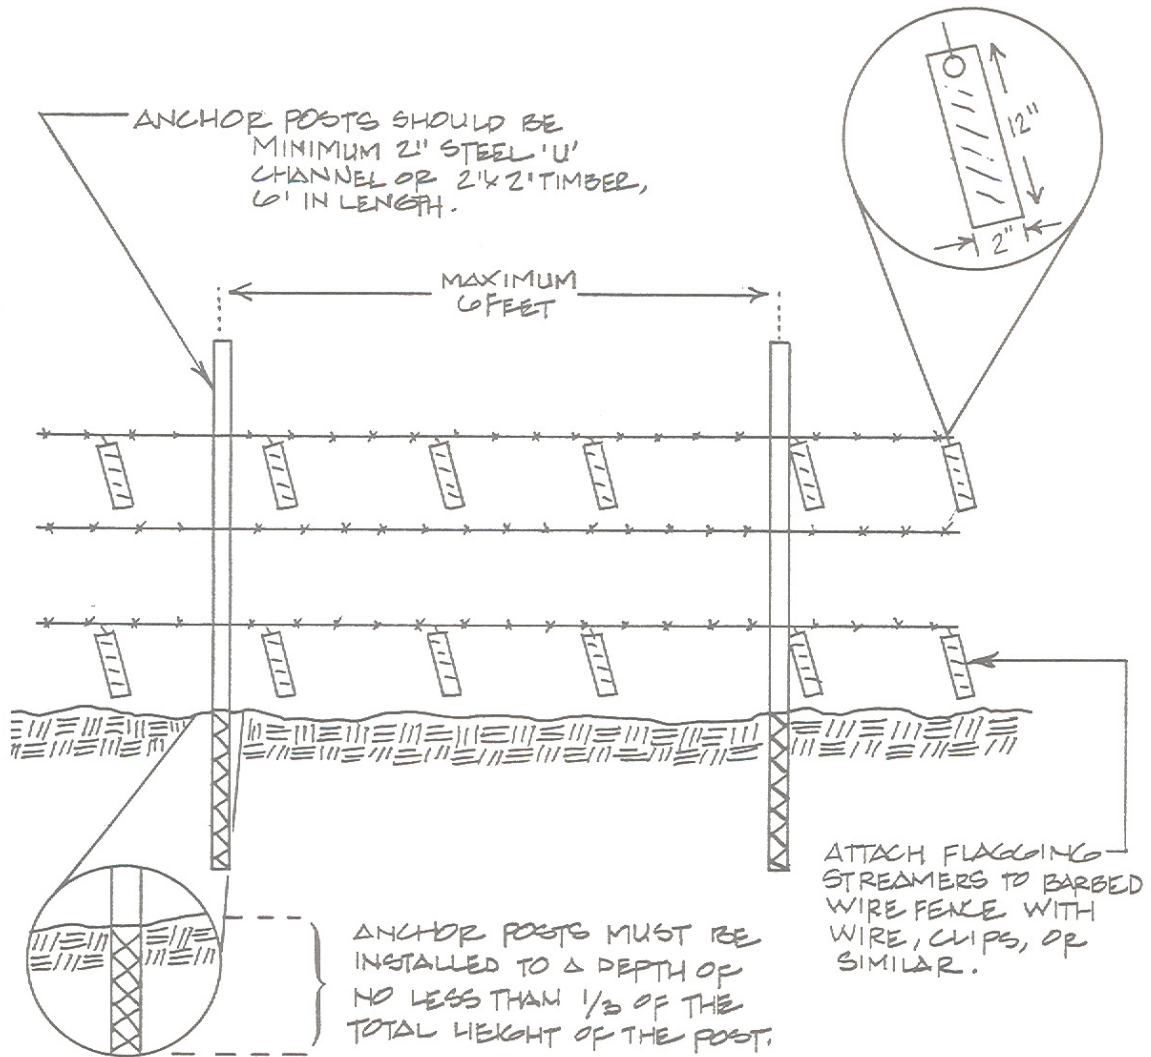 ANCHOR POSTS SHOULD BE
MINIMUM 2" STEEL 'U'
CHANNEL OR 2'X2" TIMBER,
6' IN LENGTH.
12"
2"
MAXIMUM
6 FEET
ATTACH FLAGGING
STREAMERS TO BARBED
WIRE FENCE WITH
WIRE, CLIPS, OR
SIMILAR.
ANCHOR POSTS MUST BE
INSTALLED TO A DEPTH OF
NO LESS THAN 1/3 OF THE
TOTAL HEIGHT OF THE POST.